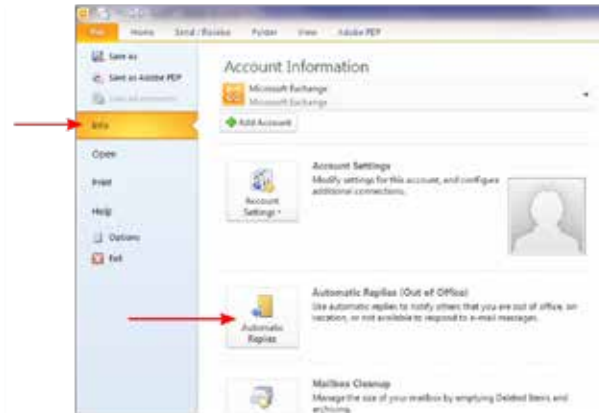 File Home Send / Receive Folder View Adobe PDF
Save As
Save as Adobe PDF
Save Attachments
Info
Open
Print
Help
Options
Exit
Account Information
Microsoft Exchange
Microsoft Exchange
Add Account
Account Settings
Modify settings for this account, and configure
additional connections.
Account
Settings
Automatic Replies (Out of Office)
Use automatic replies to notify others that you are out of office, on
vacation, or not available to respond to e-mail messages.
Automatic
Replies
Mailbox Cleanup
Manage the size of your mailbox by emptying Deleted Items and
archiving.